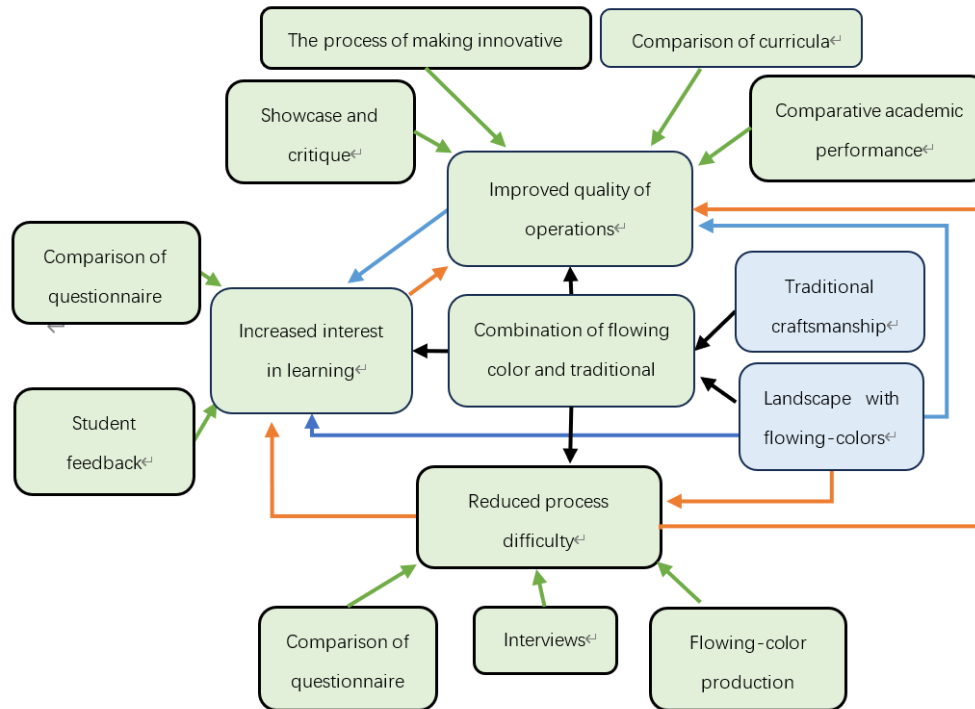 The process of making innovative
Comparison of curricula↵
Showcase and
critique↵
Comparative academic
performance↵
Improved quality of
operations↵
Comparison of
questionnaire
↵
Traditional
craftsmanship↵
Increased interest
in learning↵
Combination of flowing
color and traditional
Landscape with
flowing-colors↵
Student
feedback↵
Reduced process
difficulty↵
Comparison of
questionnaire
Interviews↵
Flowing-color
production